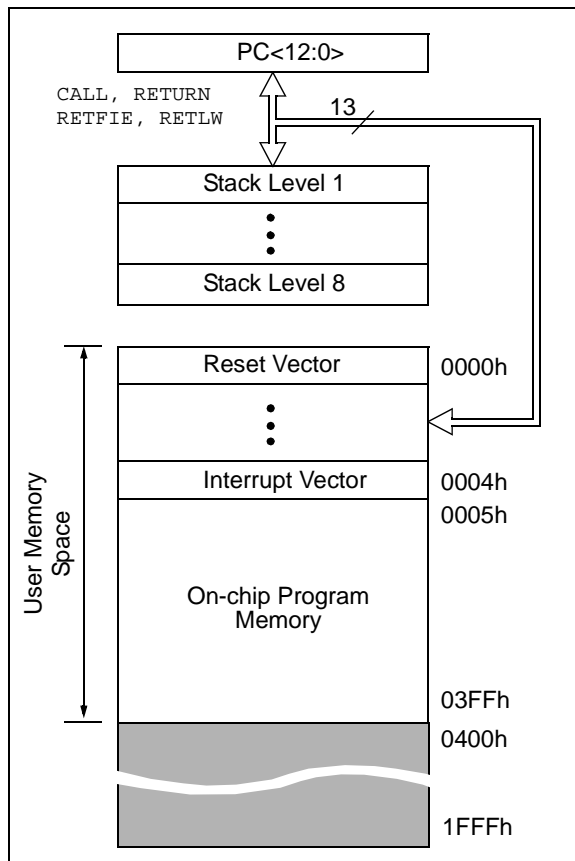 PC<12:0>
CALL, RETURN
RETFIE, RETLW
13
Stack Level 1
Stack Level 8
Reset Vector
0000h
Interrupt Vector
0004h
0005h
User Memory
Space
On-chip Program
Memory
03FFh
0400h
1FFFh